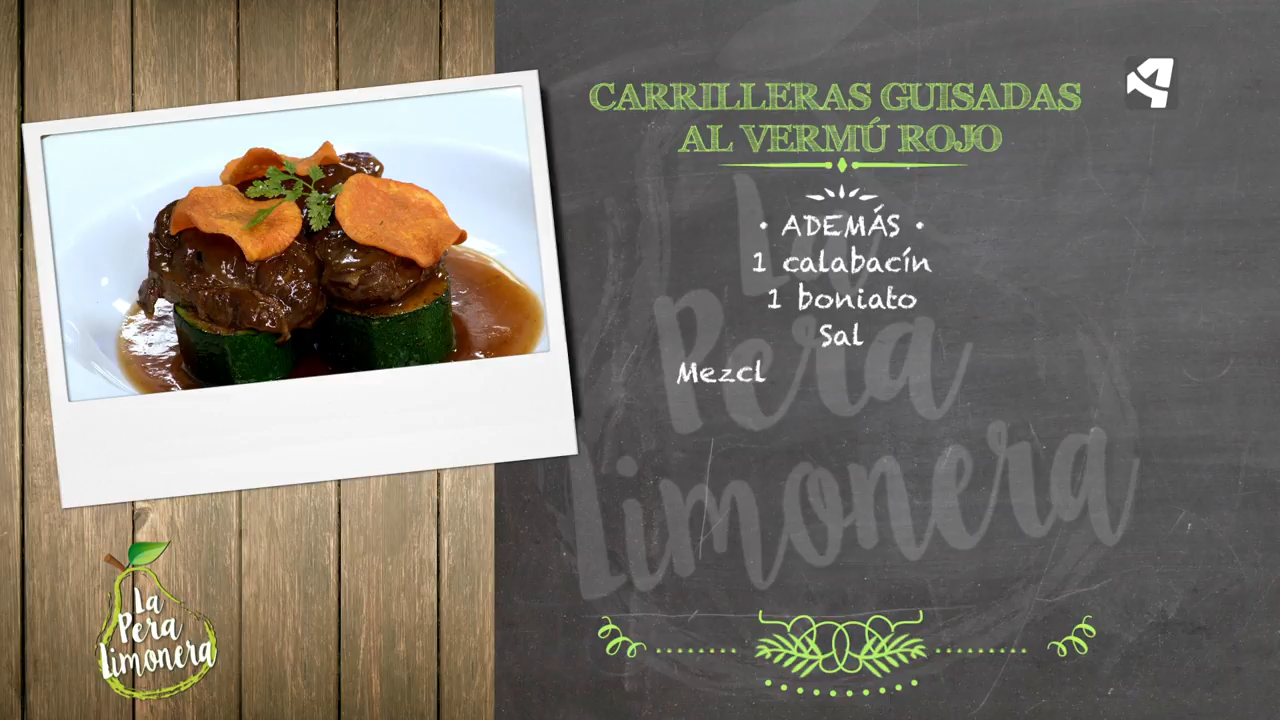 CARRILLERAS GUISADAS
AL VERMÚ ROJO
• ADEMÁS •
1 calabacín
1 boniato
Sal
Mezcl
La
Pera
Limonera
La
Pera
Limonera